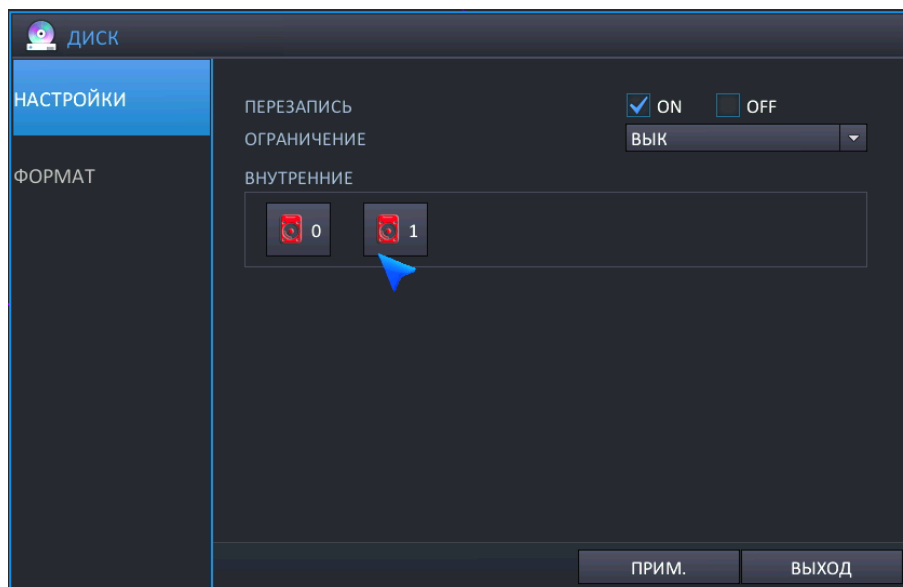 ДИСК
НАСТРОЙКИ
ФОРМАТ
ПЕРЕЗАПИСЬ ON OFF
ОГРАНИЧЕНИЕ ВЫК
ВНУТРЕННИЕ
0 1
ПРИМ. ВЫХОД